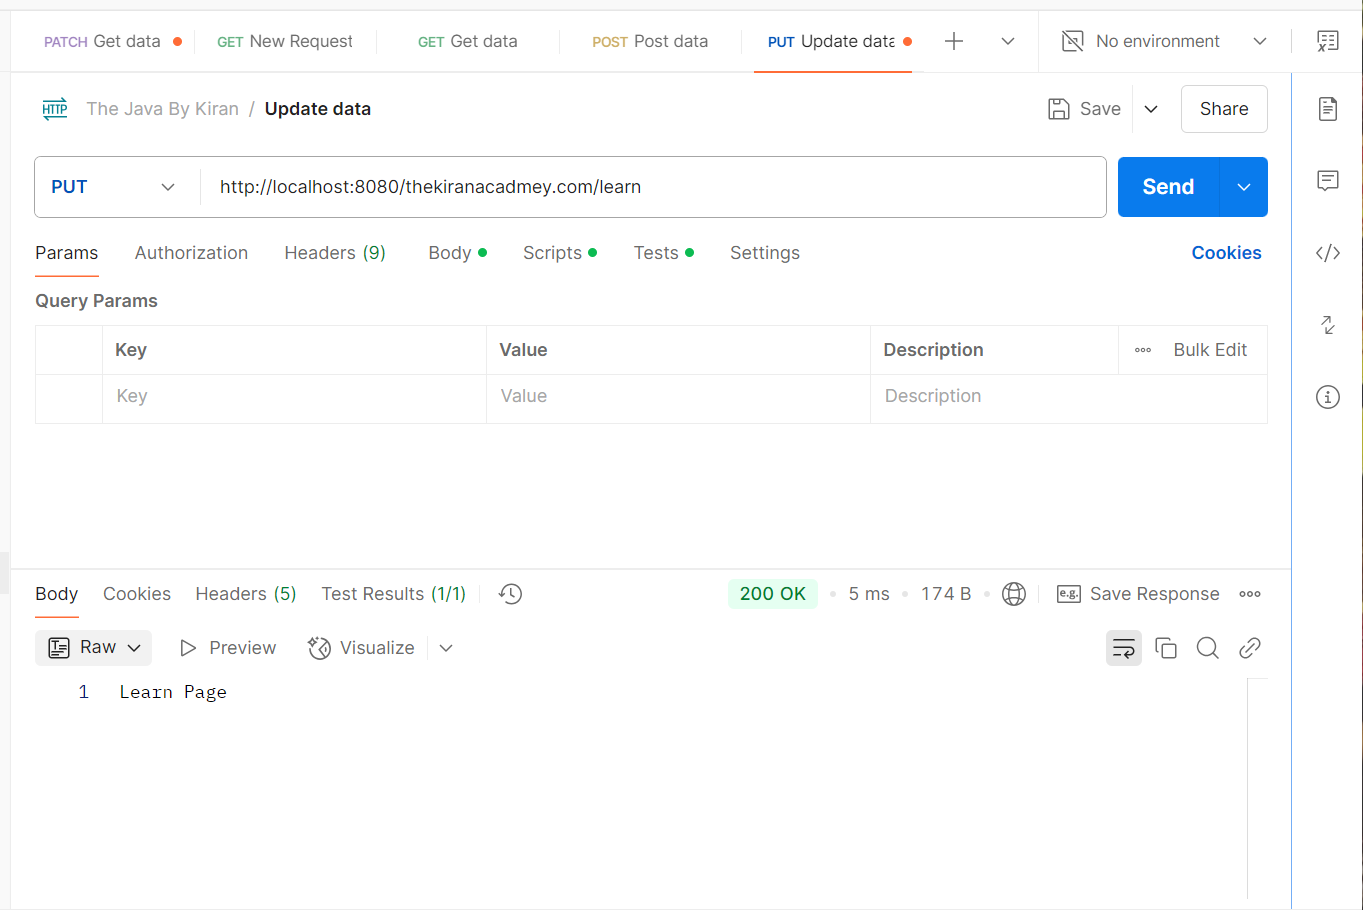 PATCH Get data GET New Request GET Get data POST Post data PUT Update data No environment
HTTP The Java By Kiran / Update data Save Share
PUT http://localhost:8080/thekiranacadmey.com/learn Send
Params Authorization Headers (9) Body Scripts Tests Settings Cookies
Query Params
Key Value Description Bulk Edit
Key Value Description
Body Cookies Headers (5) Test Results (1/1) 200 OK 5 ms 174 B e.g. Save Response
Raw Preview Visualize
1 Learn Page